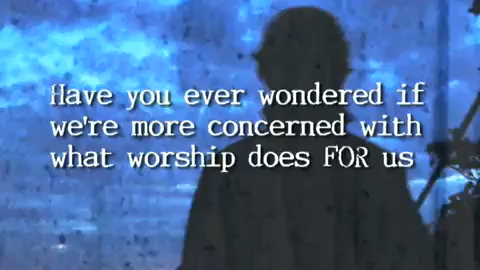 Have you ever wondered if
we're more concerned with
what worship does FOR us